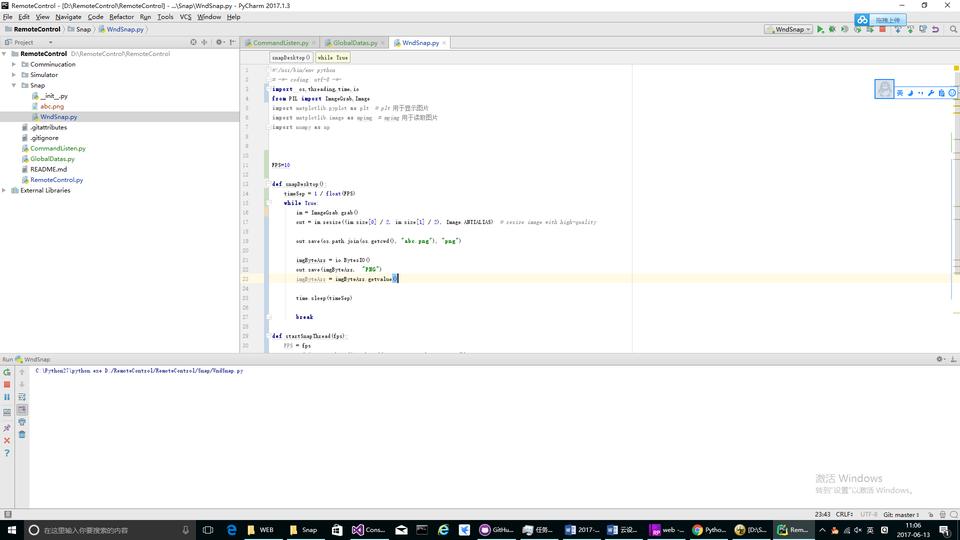 RemoteControl - [D:\RemoteControl\RemoteControl] - ...\Snap\WndSnap.py - PyCharm 2017.1.3
File Edit View Navigate Code Refactor Run Tools VCS Window Help
拖拽上传
RemoteControl Snap WndSnap.py
WndSnap
Project
CommandListen.py GlobalDatas.py WndSnap.py
RemoteControl D:\RemoteControl\RemoteControl
Comminucation
Simulator
Snap
__init__.py
abc.png
WndSnap.py
.gitattributes
.gitignore
CommandListen.py
GlobalDatas.py
README.md
RemoteControl.py
External Libraries
snapDesktop() while True
1 #!/usr/bin/env python
2 # -*- coding: utf-8 -*-
3 import os,threading,time,io
4 from PIL import ImageGrab,Image
5 import matplotlib.pyplot as plt # plt 用于显示图片
6 import matplotlib.image as mpimg # mpimg 用于读取图片
7 import numpy as np
8
9
10
11 FPS=10
12
13 def snapDesktop():
14 timeSep = 1 / float(FPS)
15 while True:
16 im = ImageGrab.grab()
17 out = im.resize((im.size[0] / 2, im.size[1] / 2), Image.ANTIALIAS) # resize image with high-quality
18
19 out.save(os.path.join(os.getcwd(), "abc.png"), "png")
20
21 imgByteArr = io.BytesIO()
22 out.save(imgByteArr, "PNG")
23 imgByteArr = imgByteArr.getvalue()
24
25 time.sleep(timeSep)
26
27 break
28
29 def startSnapThread(fps):
30 FPS = fps
英
Run WndSnap
C:\Python27\python.exe D:/RemoteControl/RemoteControl/Snap/WndSnap.py
激活 Windows
转到"设置"以激活 Windows。
23:43 CRLF: UTF-8 Git: master
在这里输入你要搜索的内容
WEB Snap Cons... GitHu... 任务... 2017-... 云设... web -... Pytho... [D:\S... Rem...
英
11:06
2017-06-13